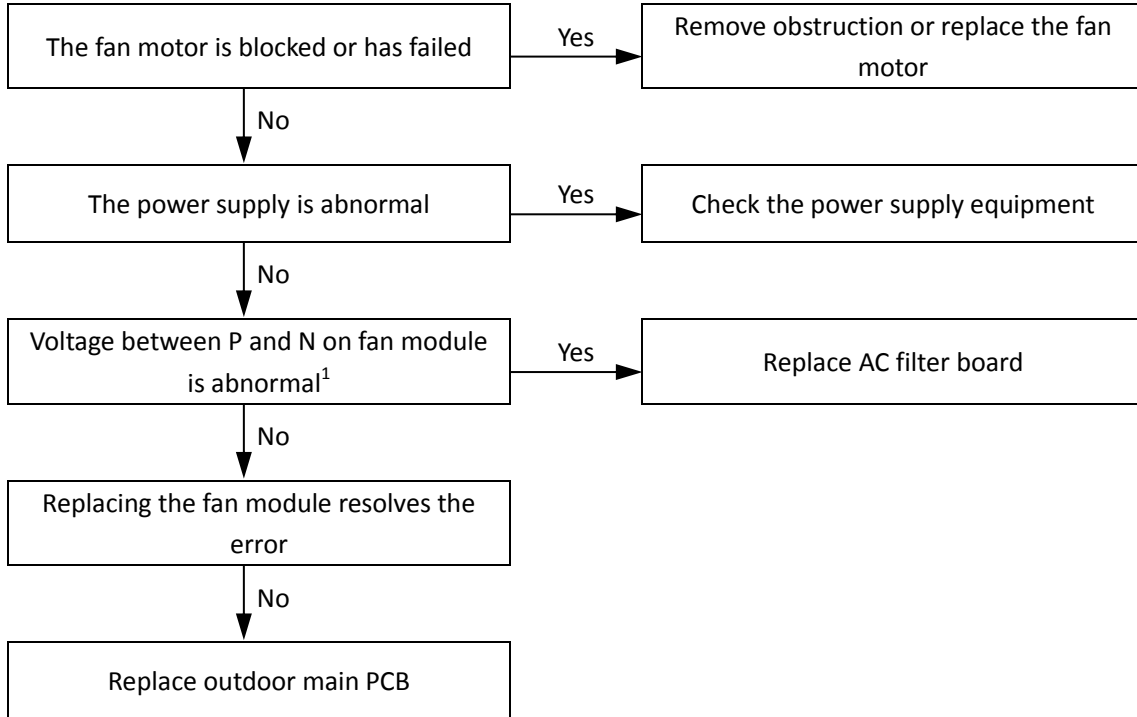 The fan motor is blocked or has failed
Yes
Remove obstruction or replace the fan
motor
No
The power supply is abnormal
Yes
Check the power supply equipment
No
Voltage between P and N on fan module
is abnormal¹
Yes
Replace AC filter board
No
Replacing the fan module resolves the
error
No
Replace outdoor main PCB